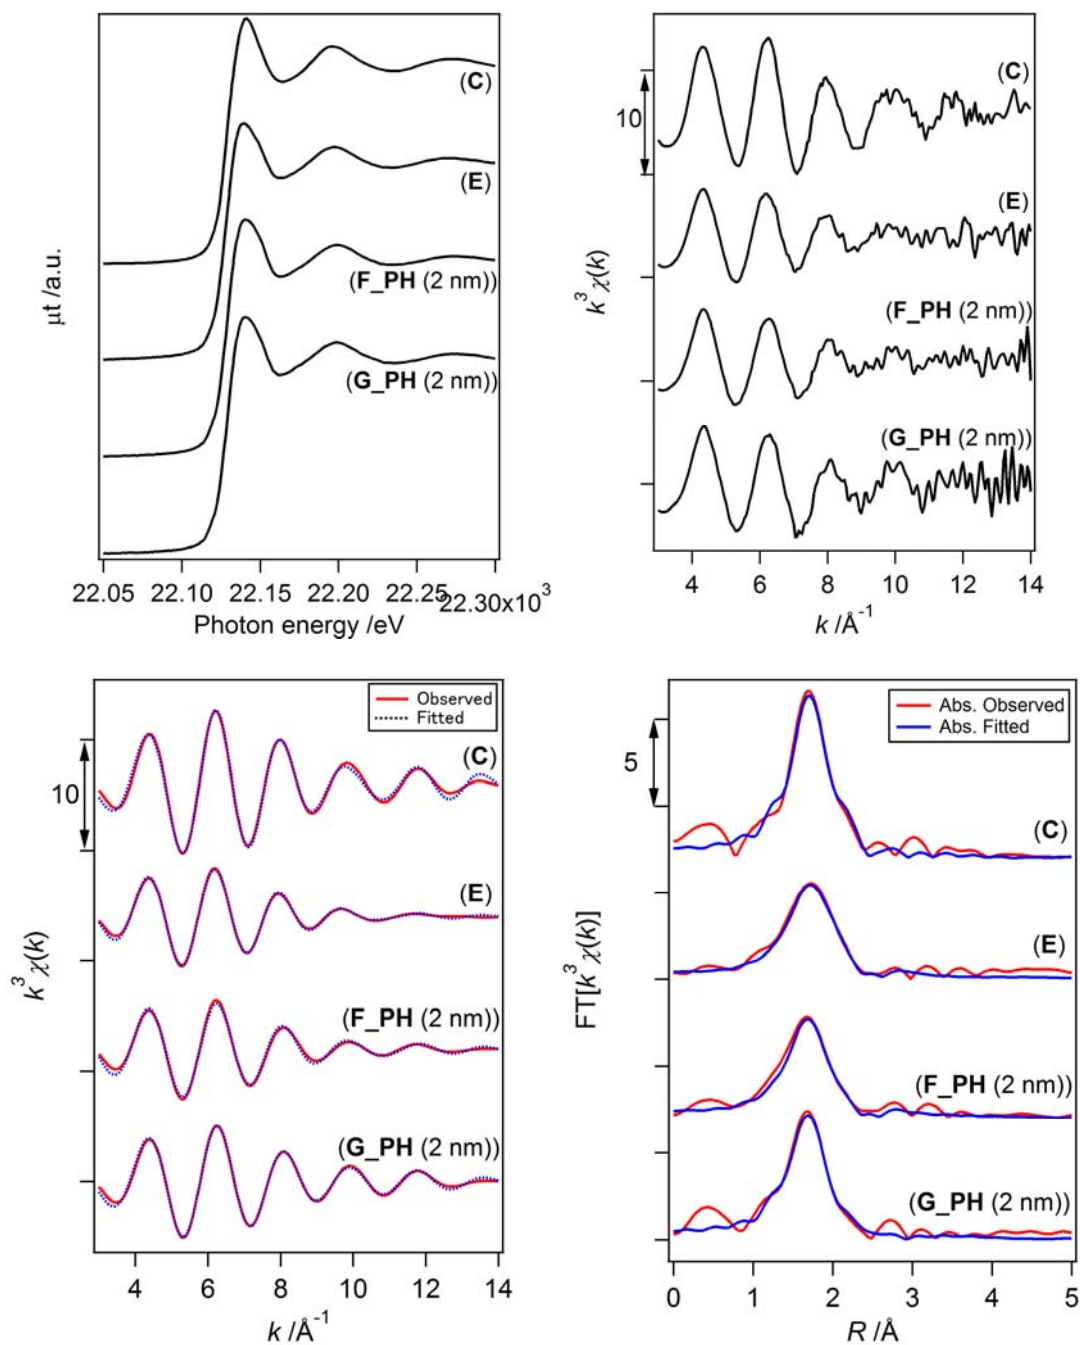 (C)
(E)
(F_PH (2 nm))
(G_PH (2 nm))
µt /a.u.
22.05 22.10 22.15 22.20 22.25 22.30x10³
Photon energy /eV
10
(C)
(E)
(F_PH (2 nm))
(G_PH (2 nm))
k³ χ(k)
4 6 8 10 12 14
k /Å⁻¹
Observed
Fitted
10
(C)
(E)
(F_PH (2 nm))
(G_PH (2 nm))
k³ χ(k)
4 6 8 10 12 14
k /Å⁻¹
Abs. Observed
Abs. Fitted
5
(C)
(E)
(F_PH (2 nm))
(G_PH (2 nm))
FT[k³ χ(k)]
0 1 2 3 4 5
R /Å